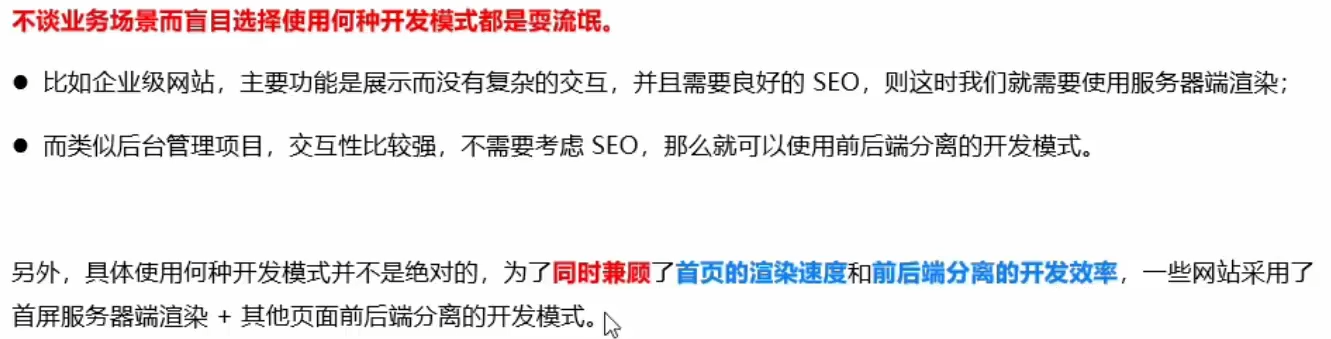 不谈业务场景而盲目选择使用何种开发模式都是耍流氓。
● 比如企业级网站，主要功能是展示而没有复杂的交互，并且需要良好的 SEO，则这时我们就需要使用服务器端渲染；
● 而类似后台管理项目，交互性比较强，不需要考虑 SEO，那么就可以使用前后端分离的开发模式。
另外，具体使用何种开发模式并不是绝对的，为了同时兼顾了首页的渲染速度和前后端分离的开发效率，一些网站采用了
首屏服务器端渲染 + 其他页面前后端分离的开发模式。